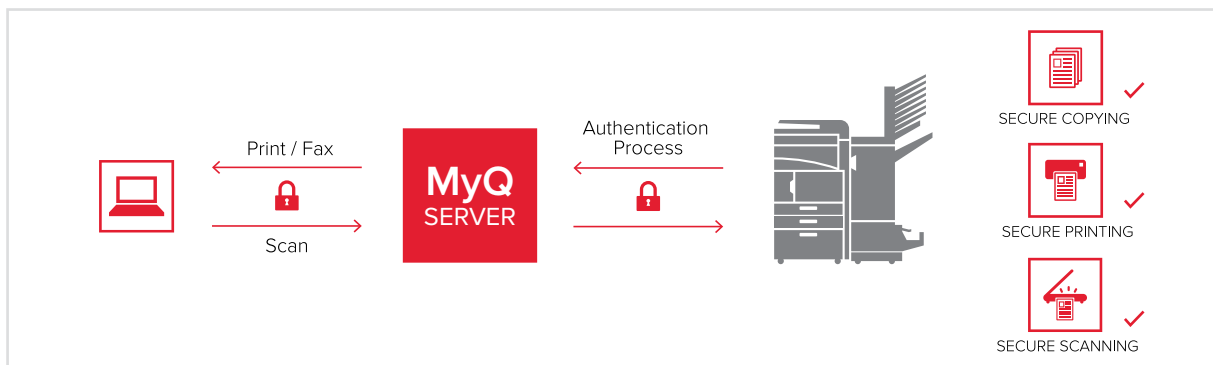 Print / Fax
Scan
MyQ
SERVER
Authentication
Process
SECURE COPYING
SECURE PRINTING
SECURE SCANNING